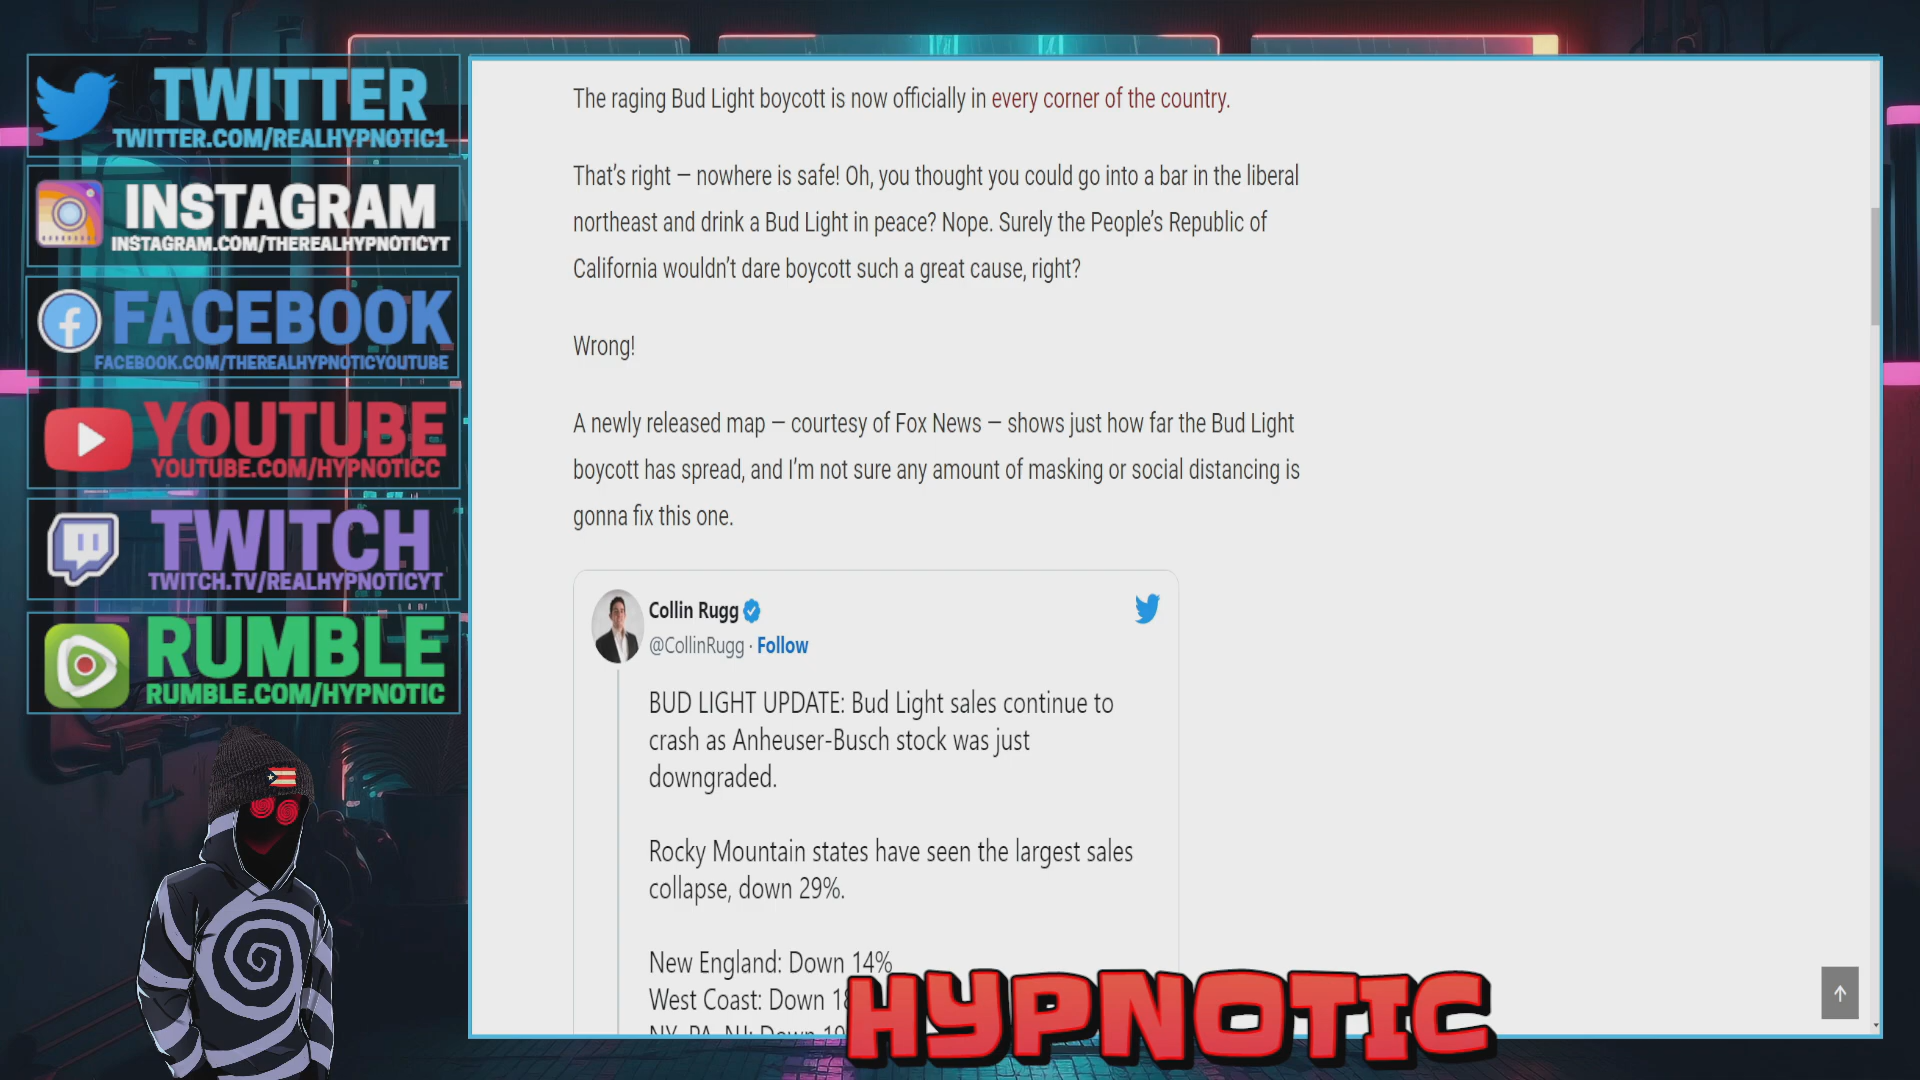 TWITTER
TWITTER.COM/REALHYPNOTIC1
INSTAGRAM
INSTAGRAM.COM/THEREALHYPNOTICYT
FACEBOOK
FACEBOOK.COM/THEREALHYPNOTICYOUTUBE
YOUTUBE
YOUTUBE.COM/HYPNOTICC
TWITCH
TWITCH.TV/REALHYPNOTICYT
RUMBLE
RUMBLE.COM/HYPNOTIC
The raging Bud Light boycott is now officially in every corner of the country.
That's right — nowhere is safe! Oh, you thought you could go into a bar in the liberal
northeast and drink a Bud Light in peace? Nope. Surely the People's Republic of
California wouldn't dare boycott such a great cause, right?
Wrong!
A newly released map — courtesy of Fox News — shows just how far the Bud Light
boycott has spread, and I'm not sure any amount of masking or social distancing is
gonna fix this one.
Collin Rugg
@CollinRugg · Follow
BUD LIGHT UPDATE: Bud Light sales continue to
crash as Anheuser-Busch stock was just
downgraded.
Rocky Mountain states have seen the largest sales
collapse, down 29%.
New England: Down 14%
West Coast: Down
NY, PA, NJ: Down
HYPNOTIC